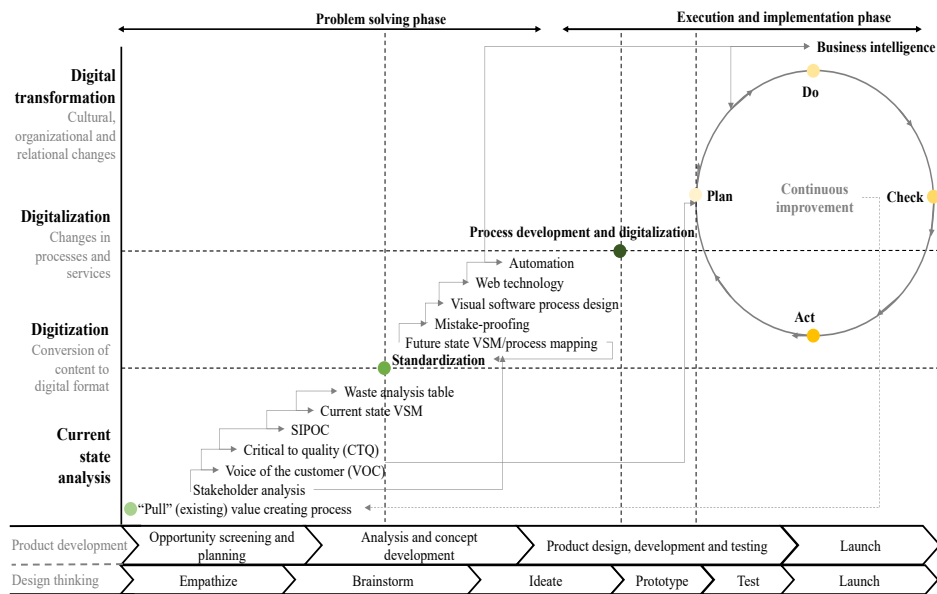 Problem solving phase
Execution and implementation phase
Business intelligence
Digital
transformation
Cultural,
organizational and
relational changes
Do
Plan
Continuous
improvement
Check
Digitalization
Changes in
processes and
services
Process development and digitalization
Automation
Web technology
Visual software process design
Mistake-proofing
Act
Future state VSM/process mapping
Digitization
Conversion of
content to
digital format
Standardization
Waste analysis table
Current state VSM
SIPOC
Current
state
analysis
Critical to quality (CTQ)
Voice of the customer (VOC)
Stakeholder analysis
“Pull” (existing) value creating process
Product development
Opportunity screening and
planning
Analysis and concept
development
Product design, development and testing
Launch
Design thinking
Empathize
Brainstorm
Ideate
Prototype
Test
Launch